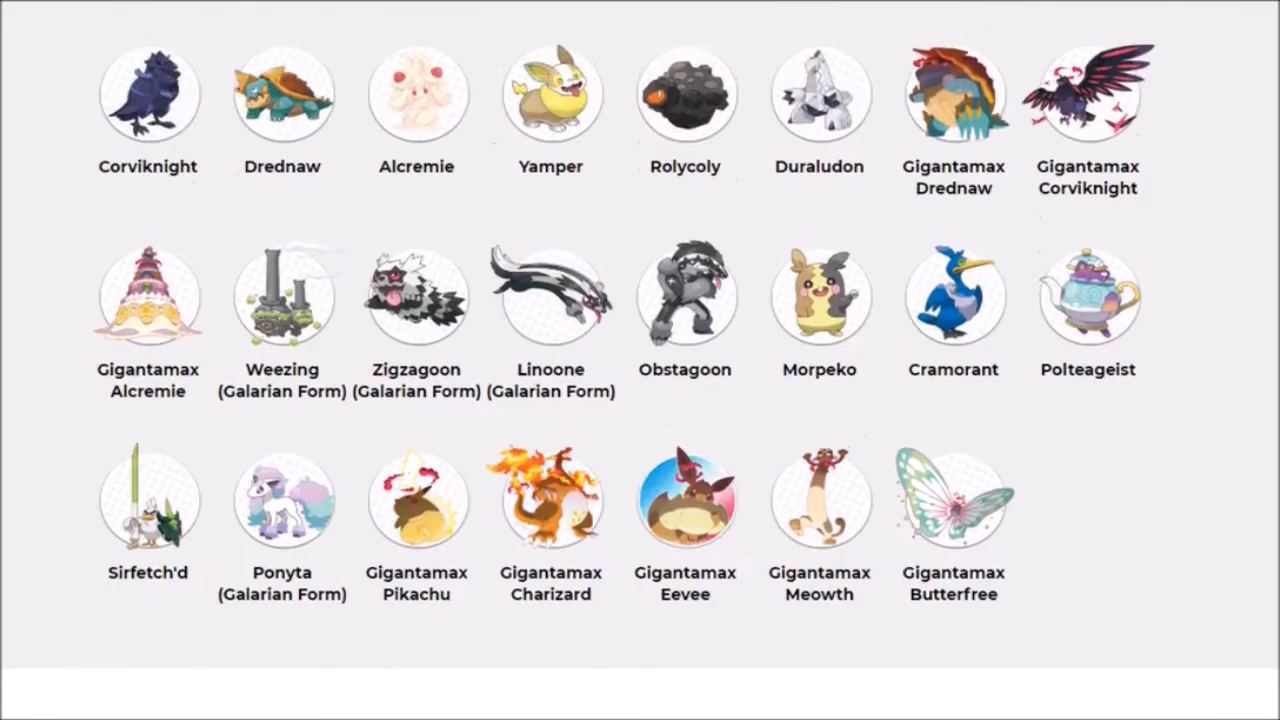 Corviknight
Drednaw
Alcremie
Yamper
Rolycoly
Duraludon
Gigantamax
Drednaw
Gigantamax
Corviknight
Gigantamax
Alcremie
Weezing
(Galarian Form)
Zigzagoon
(Galarian Form)
Linoone
(Galarian Form)
Obstagoon
Morpeko
Cramorant
Polteageist
Sirfetch'd
Ponyta
(Galarian Form)
Gigantamax
Pikachu
Gigantamax
Charizard
Gigantamax
Eevee
Gigantamax
Meowth
Gigantamax
Butterfree